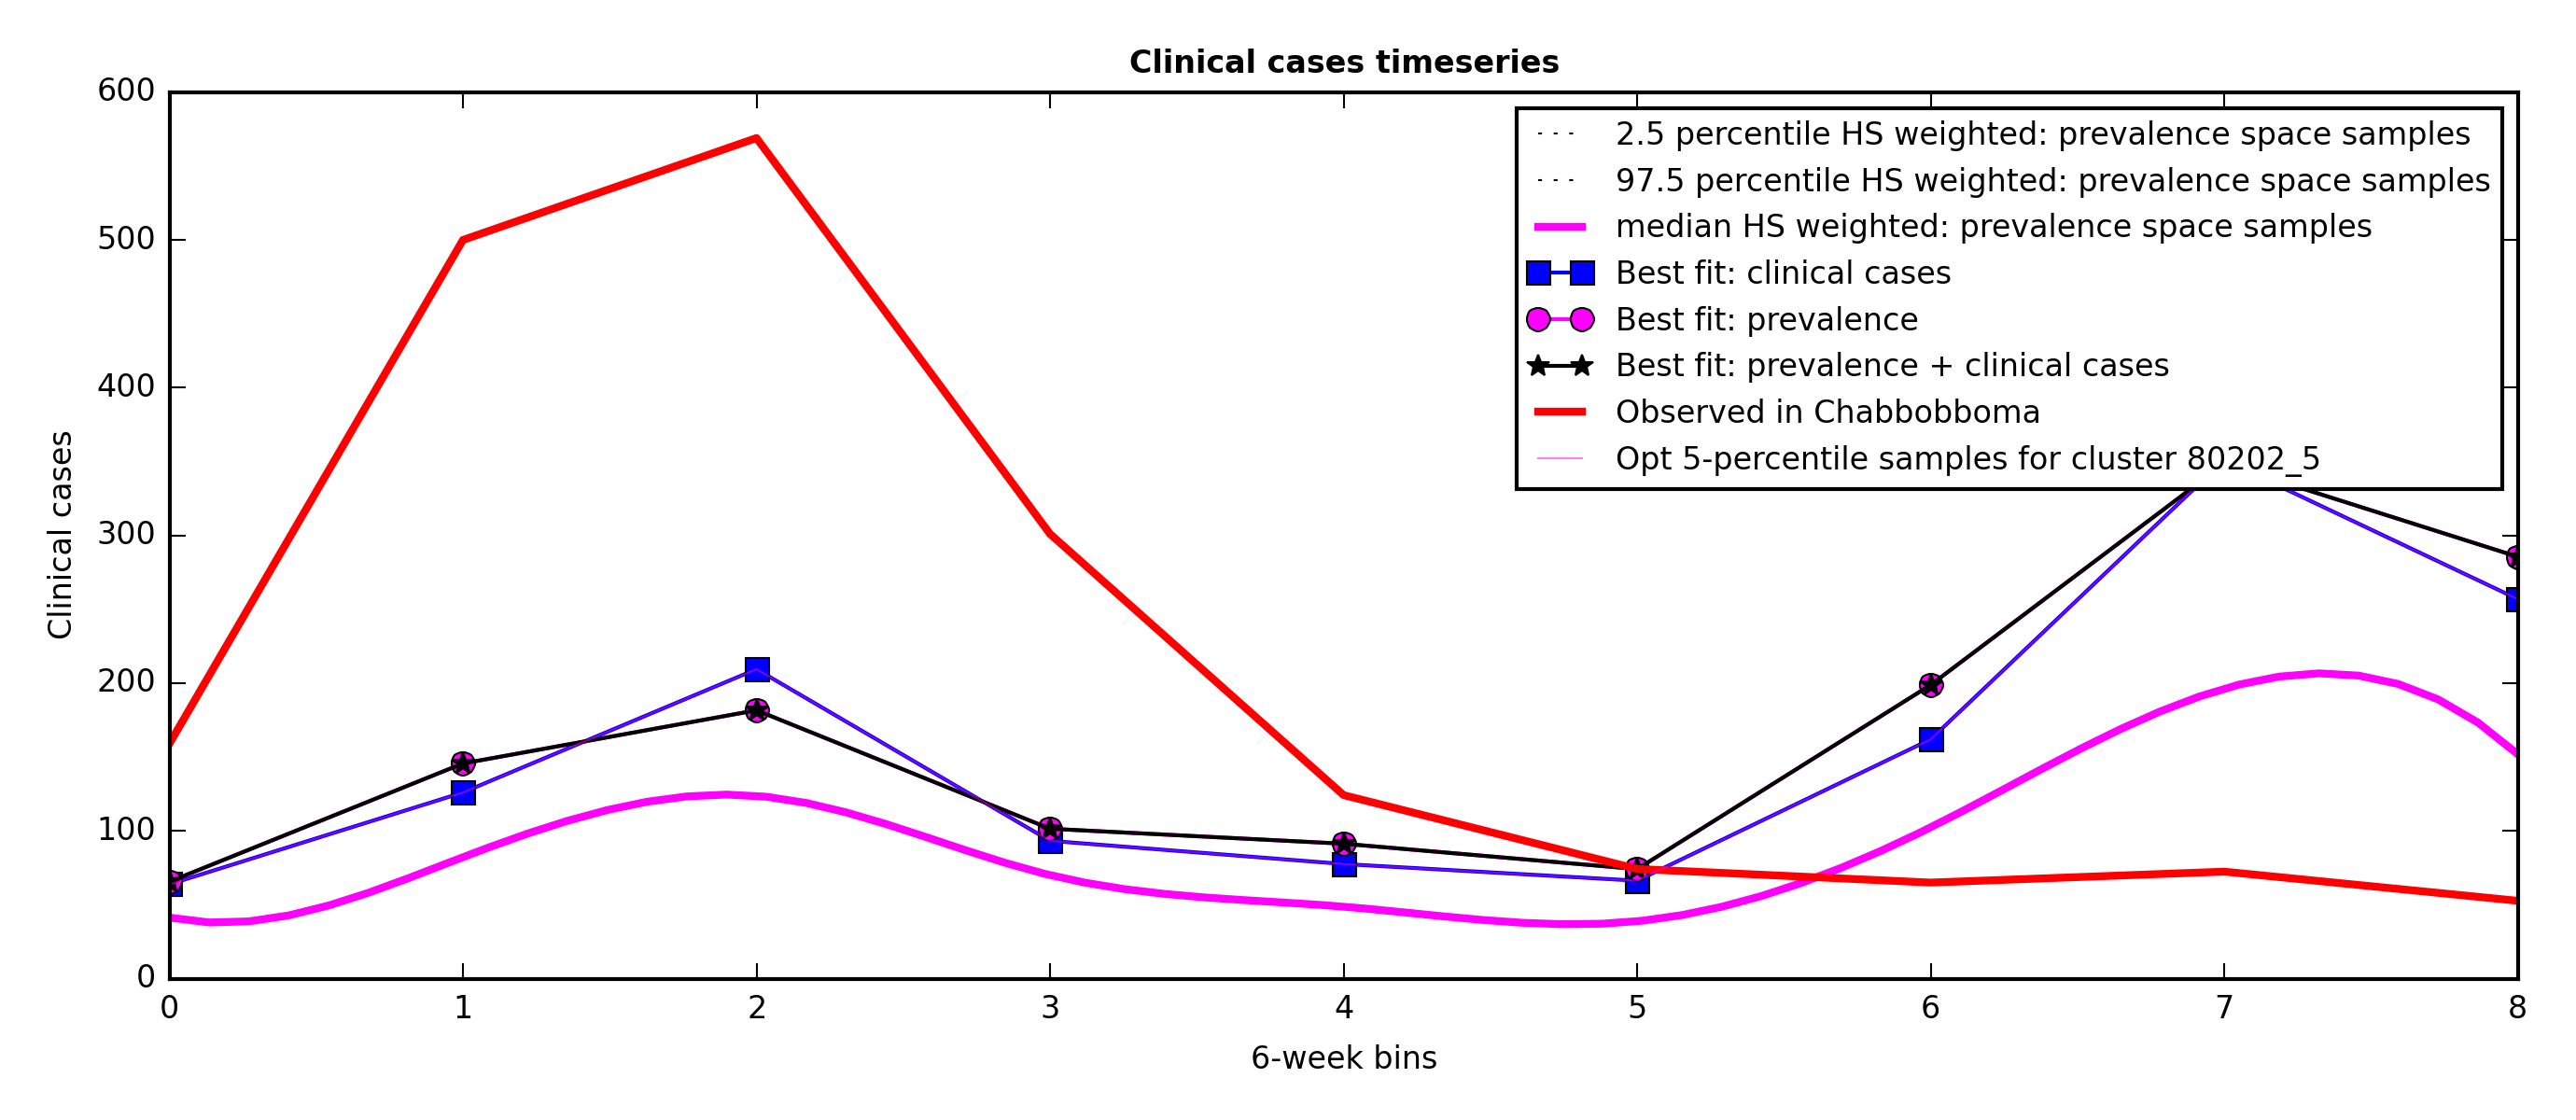 Clinical cases timeseries
600
500
400
300
200
100
0
Clinical cases
2.5 percentile HS weighted: prevalence space samples
97.5 percentile HS weighted: prevalence space samples
median HS weighted: prevalence space samples
Best fit: clinical cases
Best fit: prevalence
Best fit: prevalence + clinical cases
Observed in Chabbobboma
Opt 5-percentile samples for cluster 80202_5
0 1 2 3 4 5 6 7 8
6-week bins